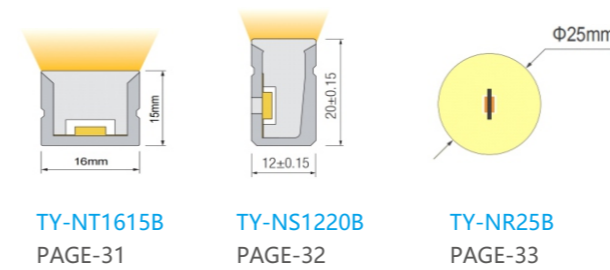 Φ25mm
15mm
20±0.15
16mm
12±0.15
TY-NT1615B
TY-NS1220B
TY-NR25B
PAGE-31
PAGE-32
PAGE-33